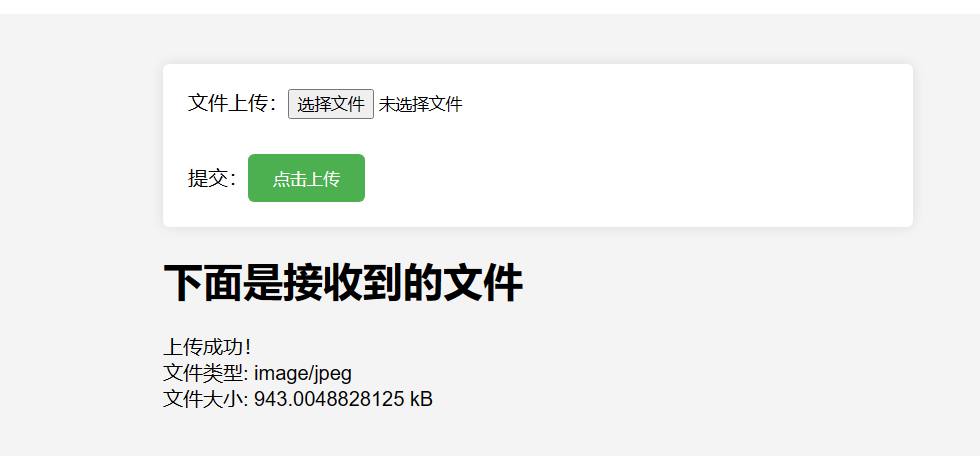 文件上传：选择文件 未选择文件
提交：点击上传
下面是接收到的文件
上传成功！
文件类型: image/jpeg
文件大小: 943.0048828125 kB